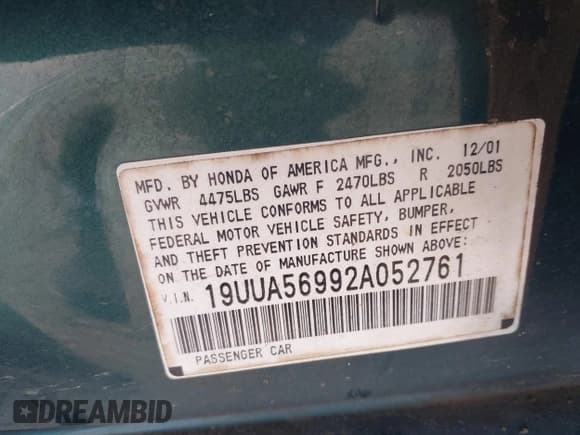 MFD. BY HONDA OF AMERICA MFG., INC. 12/01
GVWR 4475LBS GAWR F 2470LBS R 2050LBS
THIS VEHICLE CONFORMS TO ALL APPLICABLE
FEDERAL MOTOR VEHICLE SAFETY, BUMPER,
AND THEFT PREVENTION STANDARDS IN EFFECT
ON THE DATE OF MANUFACTURE SHOWN ABOVE:
V.I.N. 19UUA56992A052761
PASSENGER CAR
DREAMBID